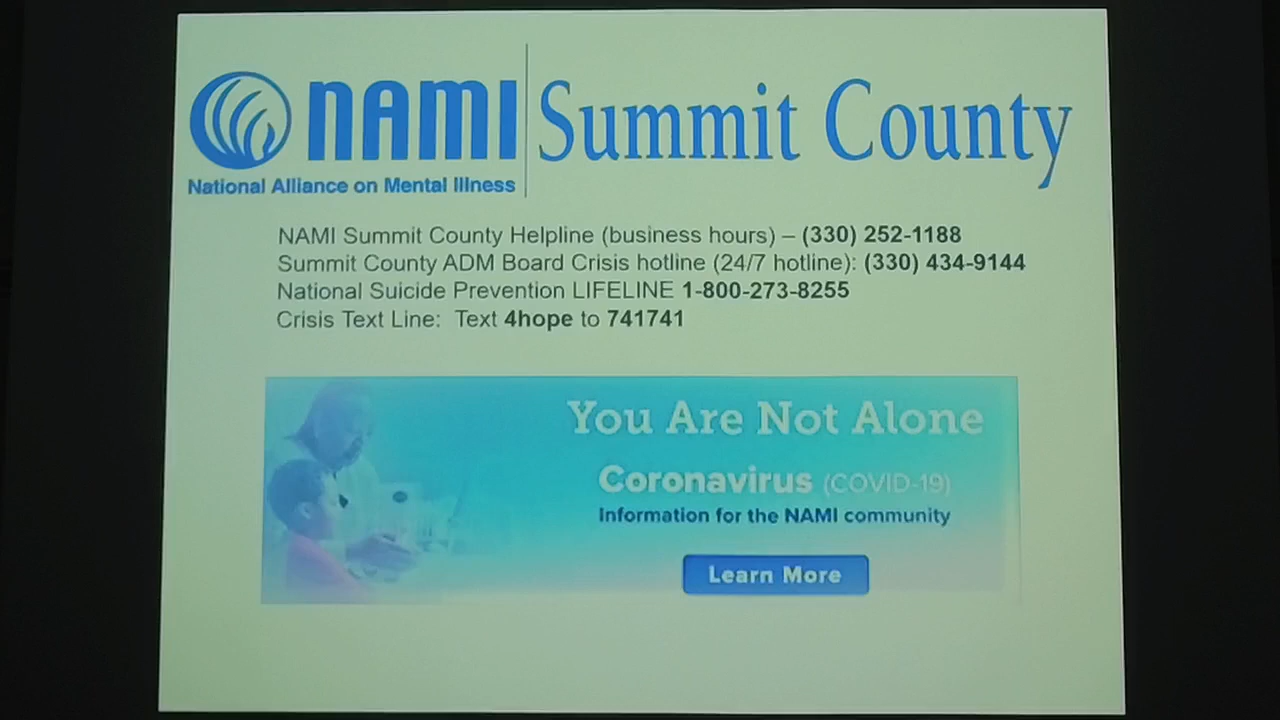 NAMI Summit County
National Alliance on Mental Illness
NAMI Summit County Helpline (business hours) – (330) 252-1188
Summit County ADM Board Crisis hotline (24/7 hotline): (330) 434-9144
National Suicide Prevention LIFELINE 1-800-273-8255
Crisis Text Line: Text 4hope to 741741
You Are Not Alone
Coronavirus (COVID-19)
Information for the NAMI community
Learn More